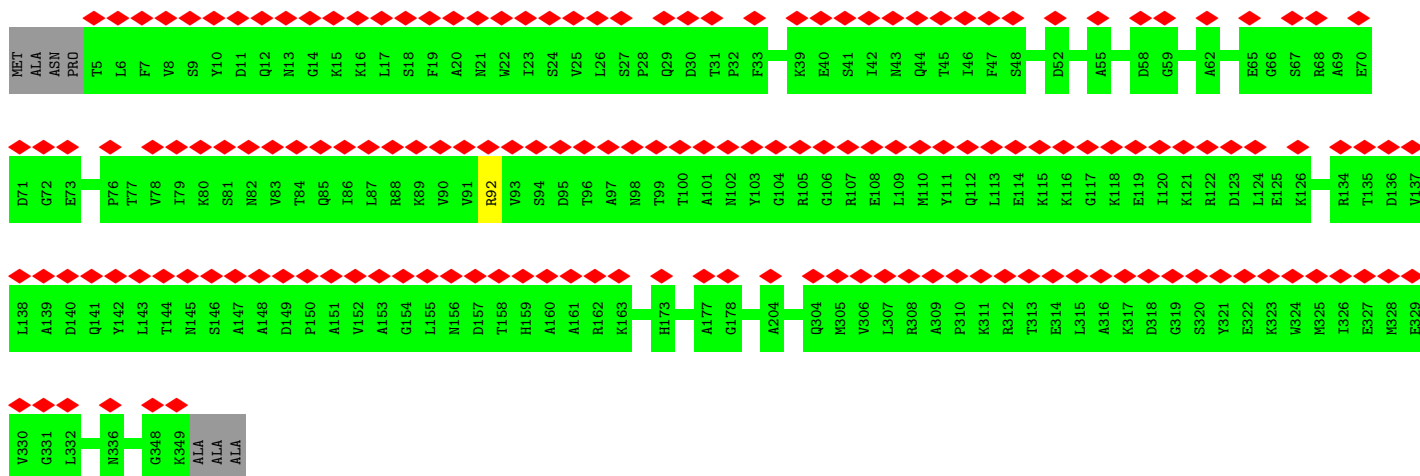 MET ALA ASN PRO T5 L6 F7 V8 S9 Y10 D11 Q12 N13 G14 K15 K16 L17 S18 F19 A20 N21 W22 I23 S24 V25 L26 S27 P28 Q29 D30 T31 P32 F33 K39 E40 S41 I42 N43 Q44 T45 I46 F47 S48 D52 A55 D58 G59 A62 E65 G66 S67 R68 A69 E70
D71 G72 E73 P76 T77 V78 I79 K80 S81 N82 V83 T84 Q85 I86 L87 R88 K89 V90 V91 R92 V93 S94 D95 T96 A97 N98 T99 T100 A101 N102 Y103 G104 R105 G106 R107 E108 L109 M110 Y111 Q112 L113 E114 K115 K116 G117 K118 E119 I120 K121 R122 D123 L124 E125 K126 R134 T135 D136 V137
L138 A139 D140 Q141 Y142 L143 T144 N145 S146 A147 A148 D149 P150 A151 V152 A153 G154 L155 N156 D157 T158 H159 A160 A161 R162 K163 H173 A177 G178 A204 Q304 M305 V306 L307 R308 A309 P310 K311 R312 T313 E314 L315 A316 K317 D318 G319 S320 Y321 E322 K323 W324 M325 I326 E327 M328 E329
V330 G331 L332 N336 G348 K349 ALA ALA ALA